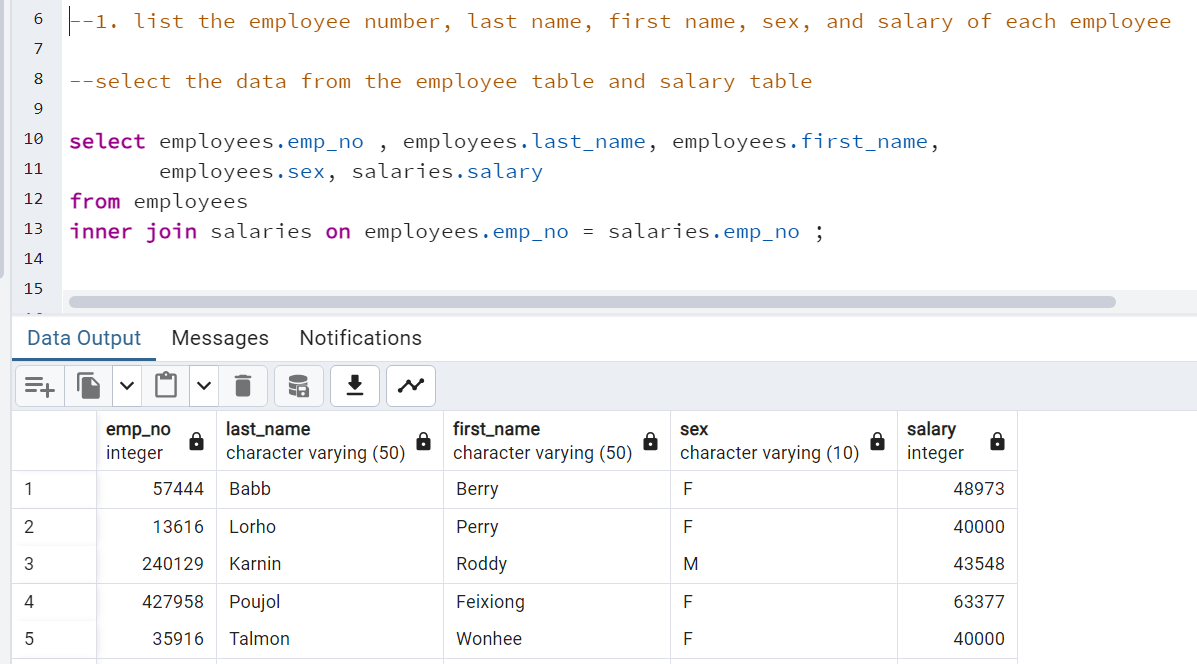 6 --1. list the employee number, last name, first name, sex, and salary of each employee
7
8 --select the data from the employee table and salary table
9
10 select employees.emp_no , employees.last_name, employees.first_name,
11 employees.sex, salaries.salary
12 from employees
13 inner join salaries on employees.emp_no = salaries.emp_no ;
14
15
Data Output Messages Notifications
emp_no last_name first_name sex salary
integer character varying (50) character varying (50) character varying (10) integer
1 57444 Babb Berry F 48973
2 13616 Lorho Perry F 40000
3 240129 Karnin Roddy M 43548
4 427958 Poujol Feixiong F 63377
5 35916 Talmon Wonhee F 40000